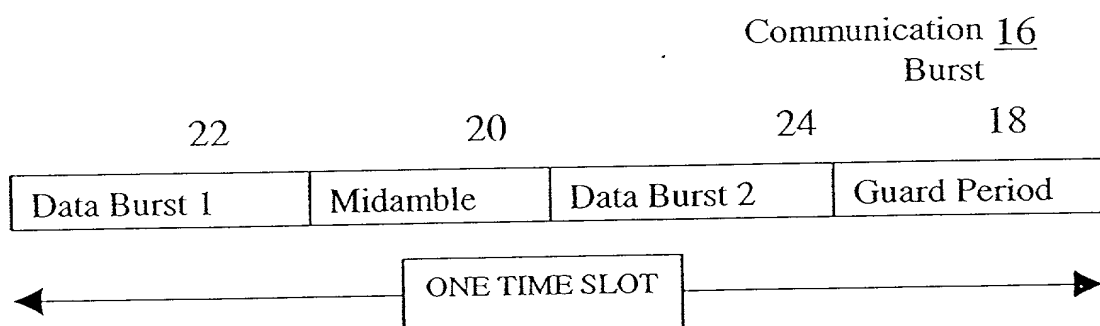 Communication 16
Burst
22 20 24 18
Data Burst 1 Midamble Data Burst 2 Guard Period
ONE TIME SLOT